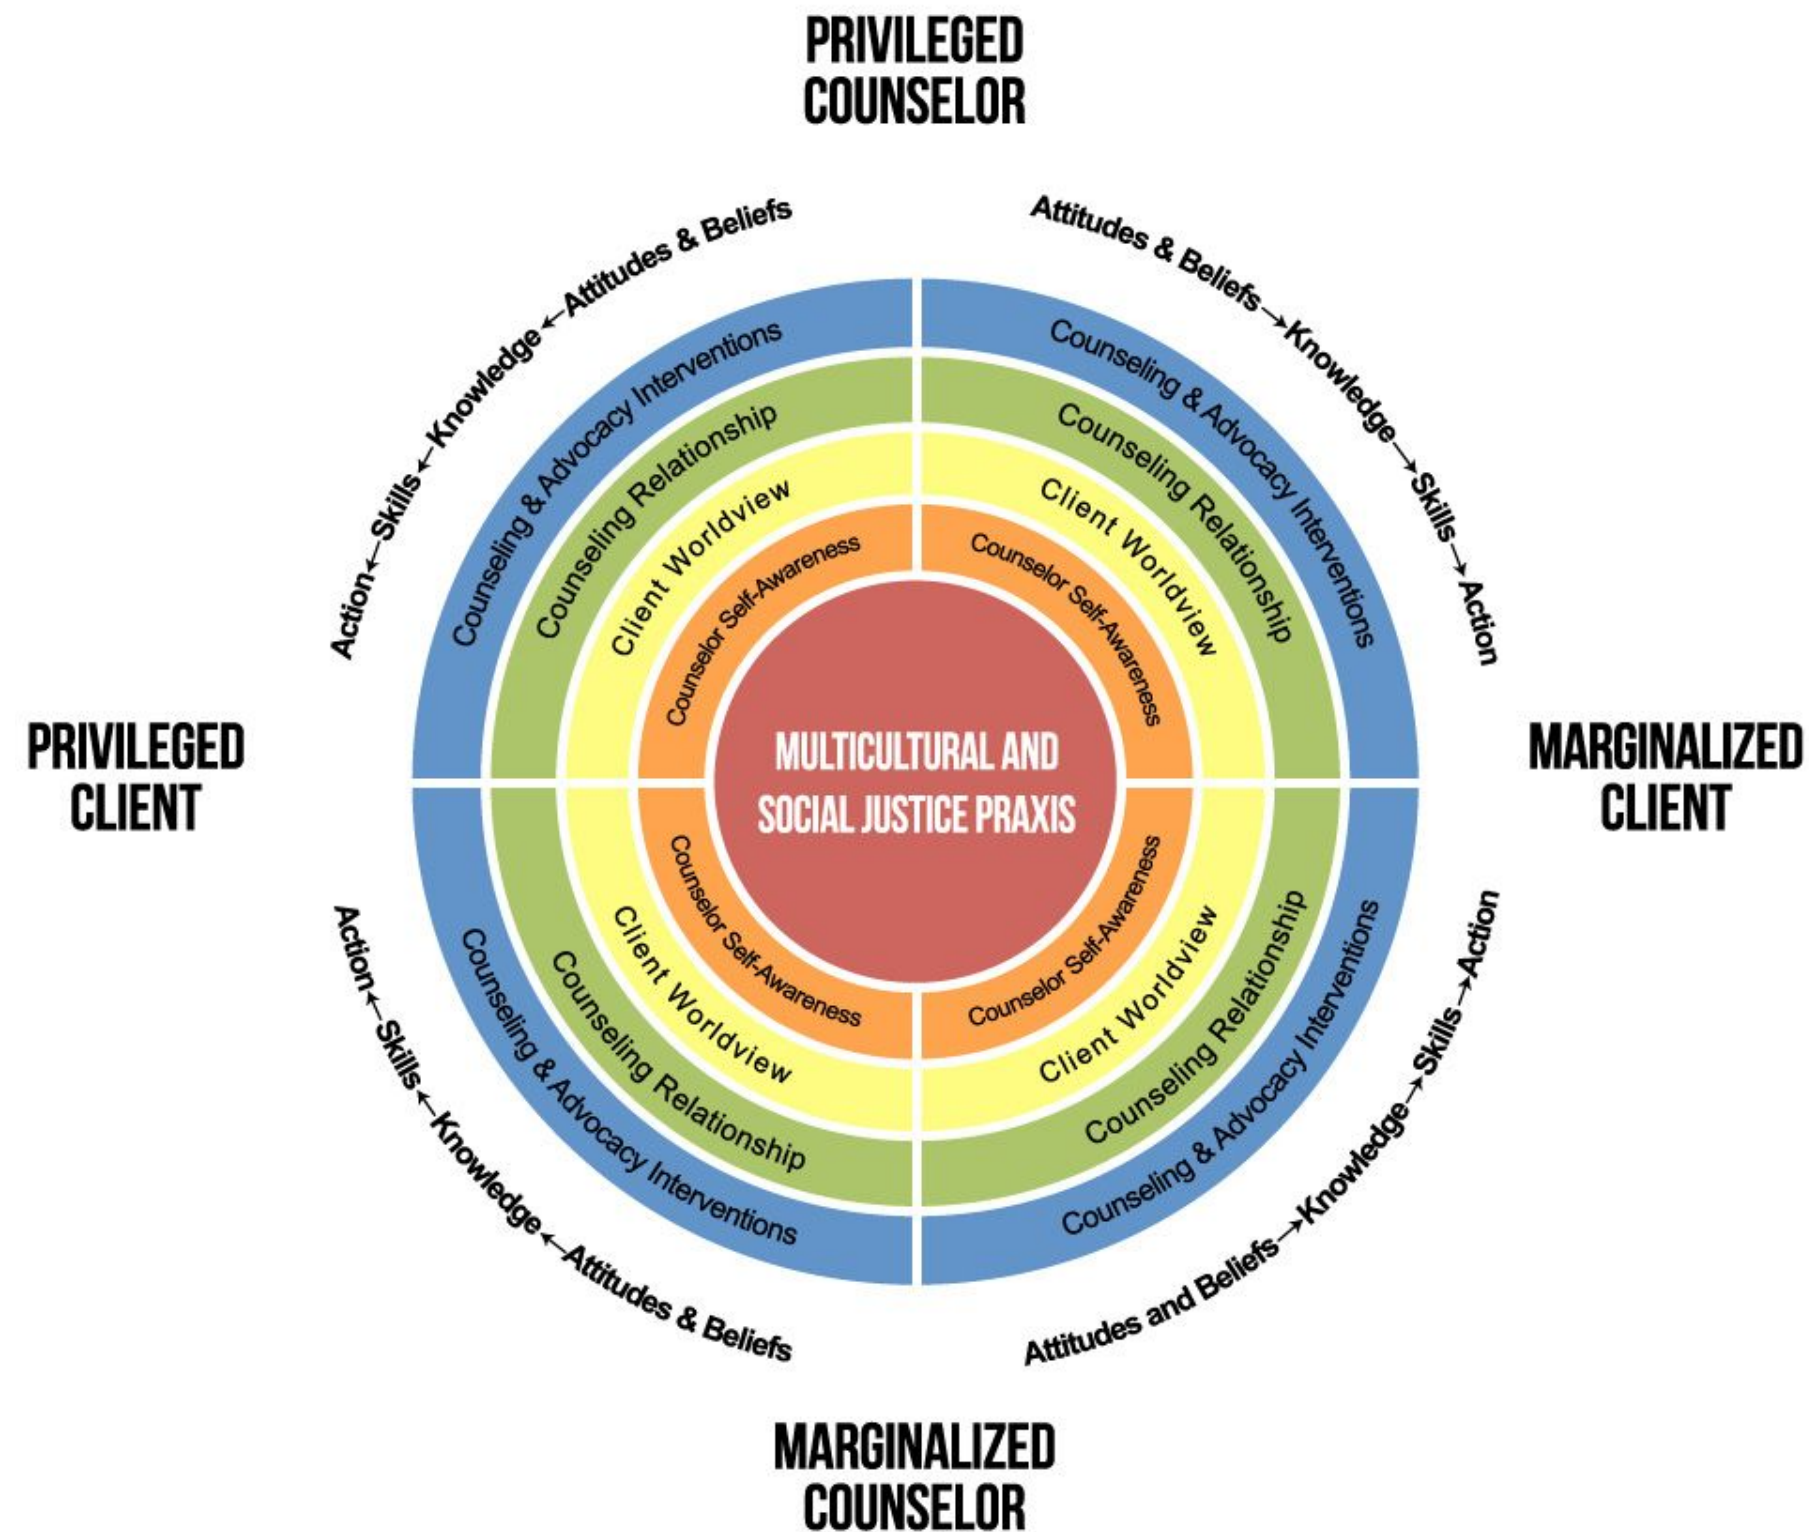 PRIVILEGED
COUNSELOR
Attitudes & Beliefs
Knowledge
Skills
Action
Attitudes & Beliefs
Knowledge
Skills
Action
Counseling & Advocacy Interventions
Counseling Relationship
Client Worldview
Counselor Self-Awareness
Counseling & Advocacy Interventions
Counseling Relationship
Client Worldview
Counselor Self-Awareness
PRIVILEGED
CLIENT
MULTICULTURAL AND
SOCIAL JUSTICE PRAXIS
MARGINALIZED
CLIENT
Counselor Self-Awareness
Client Worldview
Counseling Relationship
Counseling & Advocacy Interventions
Counselor Self-Awareness
Client Worldview
Counseling Relationship
Counseling & Advocacy Interventions
Action
Skills
Knowledge
Attitudes & Beliefs
Attitudes and Beliefs
Knowledge
Skills
Action
MARGINALIZED
COUNSELOR